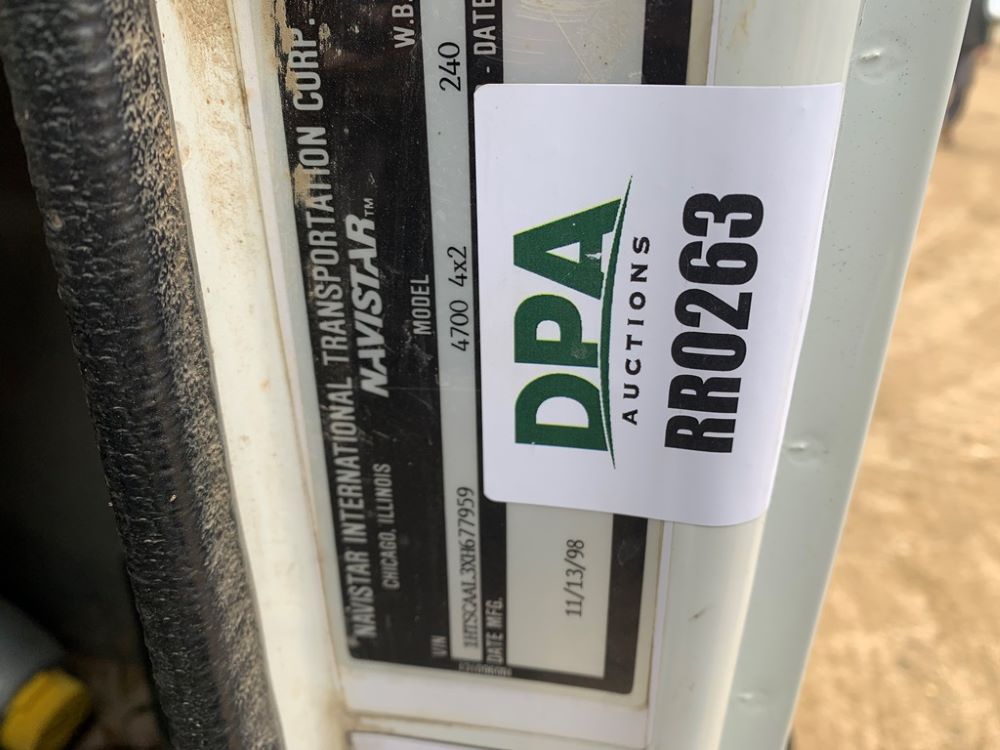 NAVISTAR INTERNATIONAL TRANSPORTATION CORP.
CHICAGO, ILLINOIS NAVISTAR™
VIN MODEL W.B.
1HTSCAAL3XH677959 4700 4x2 240
DATE MFG. - DATE
11/13/98
DPA
AUCTIONS
RR0263